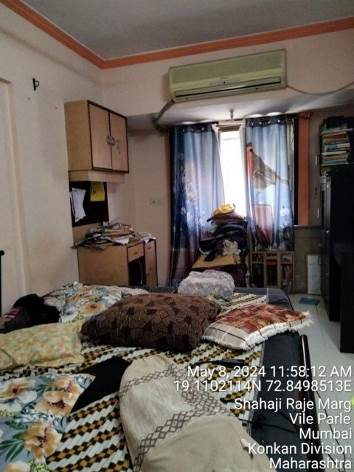 May 8, 2024 11:58:12 AM
19.1102114N 72.8498513E
Shahaji Raje Marg
Vile Parle
Mumbai
Konkan Division
Maharashtra